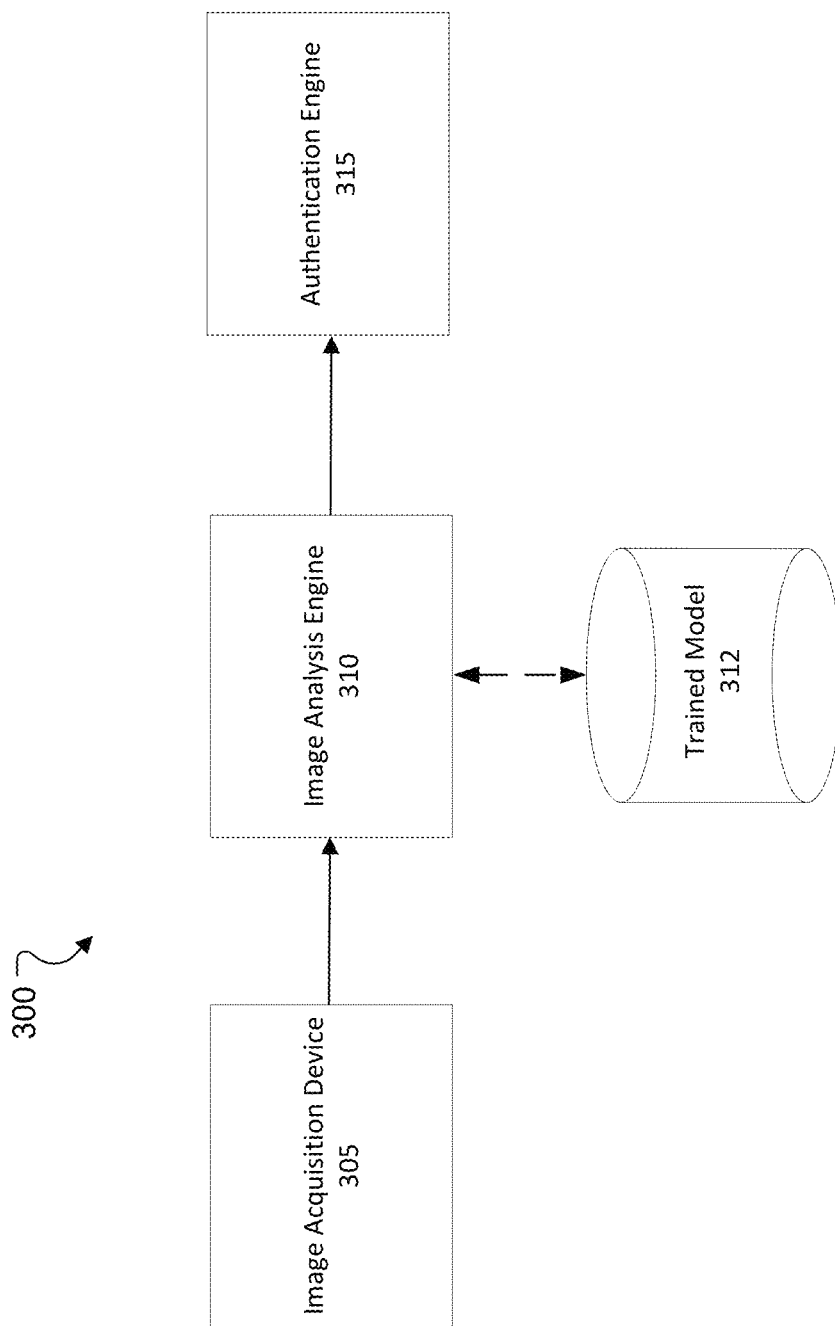 300
Image Acquisition Device
305
Image Analysis Engine
310
Authentication Engine
315
Trained Model
312